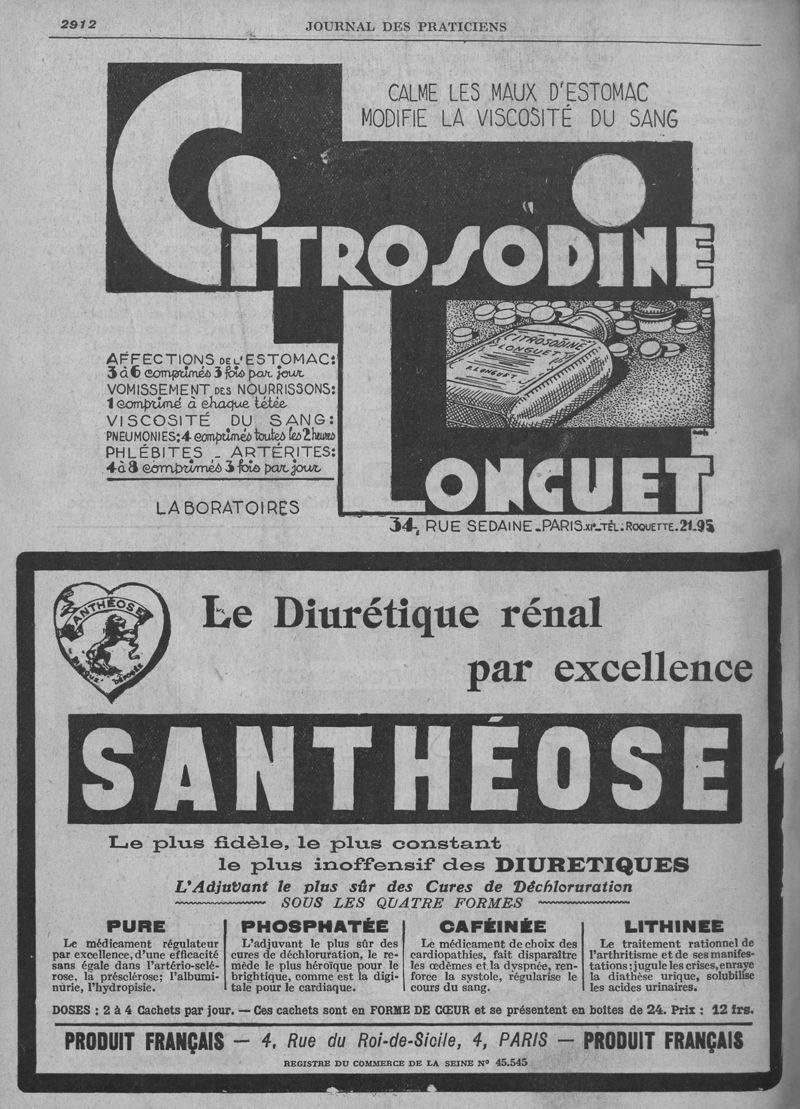 2912
JOURNAL DES PRATICIENS
CALME LES MAUX D'ESTOMAC
MODIFIE LA VISCOSITÉ DU SANG
CITROSODINE
LONGUET
CITROSODINE
LONGUET
P. LONGUET
AFFECTIONS DE L'ESTOMAC:
3 à 6 comprimés 3 fois par jour
VOMISSEMENT DES NOURRISSONS:
1 comprimé à chaque tétée
VISCOSITÉ DU SANG:
PNEUMONIES: 4 comprimés toutes les 2 heures
PHLÉBITES _ ARTÉRITES:
4 à 8 comprimés 3 fois par jour
LABORATOIRES
34, RUE SEDAINE_PARIS.XIe_TÉL: ROQUETTE.21.95
SANTHÉOSE
MARQUE DÉPOSÉE
Le Diurétique rénal
par excellence
SANTHÉOSE
Le plus fidèle, le plus constant
le plus inoffensif des DIURETIQUES
L'Adjuvant le plus sûr des Cures de Déchloruration
SOUS LES QUATRE FORMES
PURE
Le médicament régulateur
par excellence, d'une efficacité
sans égale dans l'artério-sclé-
rose, la présclérose; l'albumi-
nurie, l'hydropisie.
PHOSPHATÉE
L'adjuvant le plus sûr des
cures de déchloruration, le re-
mède le plus héroïque pour le
brightique, comme est la digi-
tale pour le cardiaque.
CAFÉINÉE
Le médicament de choix des
cardiopathies, fait disparaître
les œdèmes et la dyspnée, ren-
force la systole, régularise le
cours du sang.
LITHINEE
Le traitement rationnel de
l'arthritisme et de ses manifes-
tations: jugule les crises, enraye
la diathèse urique, solubilise
les acides urinaires.
DOSES : 2 à 4 Cachets par jour. — Ces cachets sont en FORME DE CŒUR et se présentent en boîtes de 24. Prix : 12 frs.
PRODUIT FRANÇAIS — 4, Rue du Roi-de-Sicile, 4, PARIS — PRODUIT FRANÇAIS
REGISTRE DU COMMERCE DE LA SEINE N° 45.545